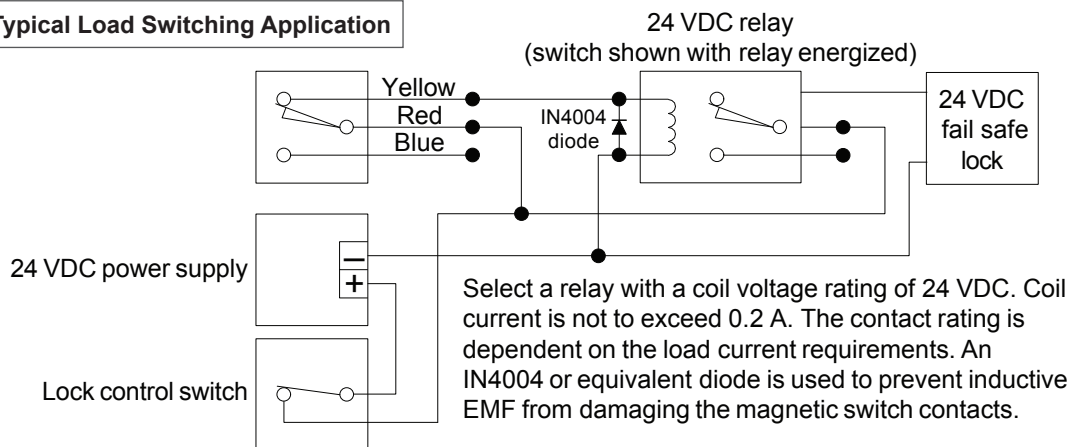 Typical Load Switching Application
24 VDC relay
(switch shown with relay energized)
Yellow
Red
Blue
IN4004
diode
24 VDC
fail safe
lock
24 VDC power supply
–
+
Lock control switch
Select a relay with a coil voltage rating of 24 VDC. Coil
current is not to exceed 0.2 A. The contact rating is
dependent on the load current requirements. An
IN4004 or equivalent diode is used to prevent inductive
EMF from damaging the magnetic switch contacts.